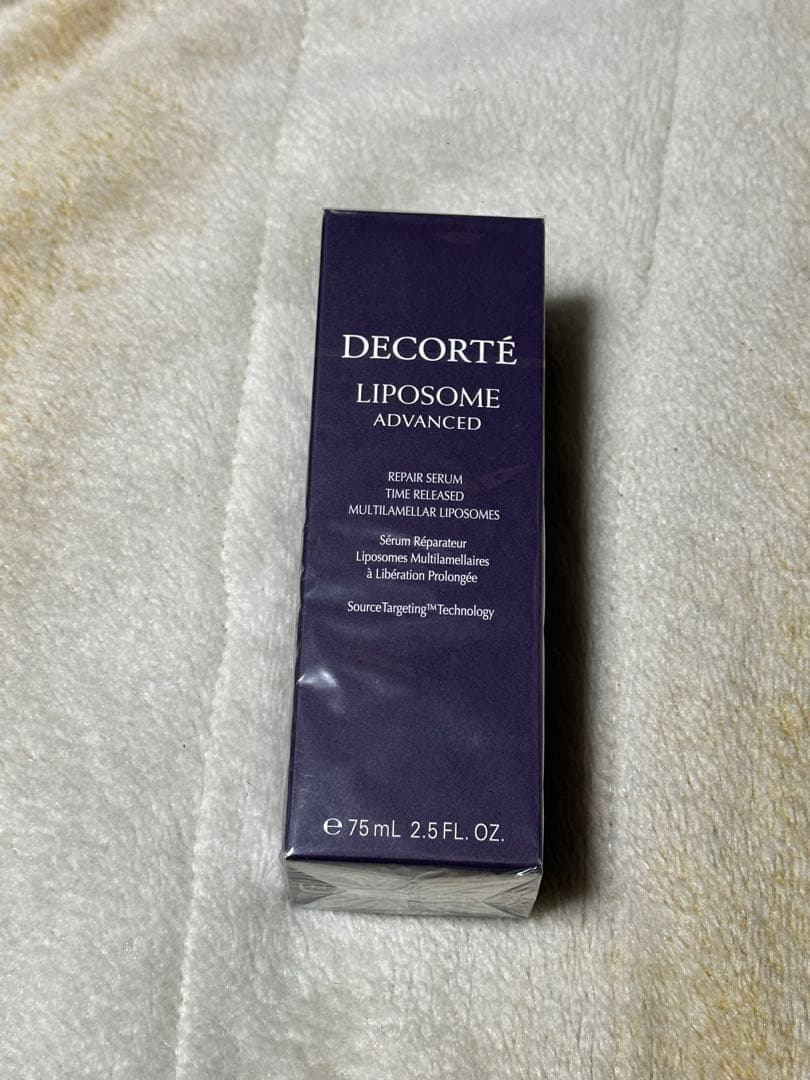 DECORTÉ
LIPOSOME
ADVANCED
REPAIR SERUM
TIME RELEASED
MULTILAMELLAR LIPOSOMES
Sérum Réparateur
Liposomes Multilamellaires
à Libération Prolongée
SourceTargeting™Technology
℮ 75 mL 2.5 FL. OZ.